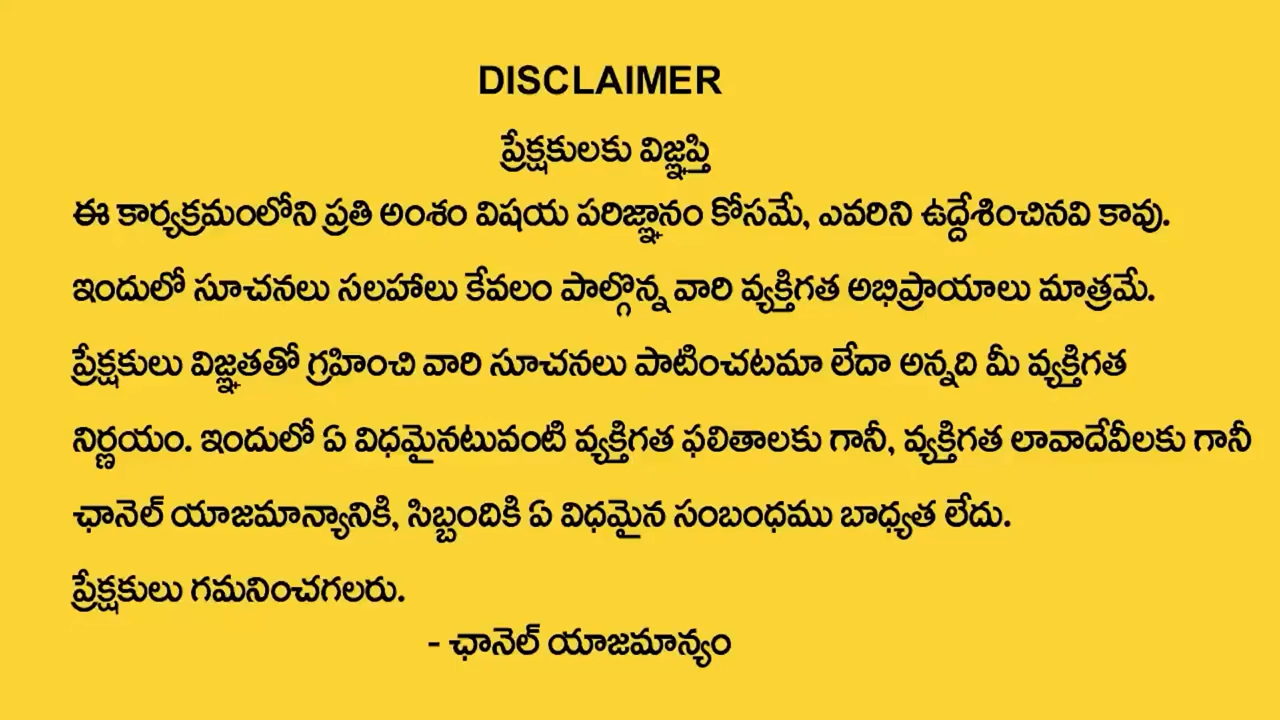 DISCLAIMER
ప్రేక్షకులకు విజ్ఞప్తి
ఈ కార్యక్రమంలోని ప్రతి అంశం విషయ పరిజ్ఞానం కోసమే, ఎవరిని ఉద్దేశించినవి కావు.
ఇందులో సూచనలు సలహాలు కేవలం పాల్గొన్న వారి వ్యక్తిగత అభిప్రాయాలు మాత్రమే.
ప్రేక్షకులు విజ్ఞతతో గ్రహించి వారి సూచనలు పాటించటమా లేదా అన్నది మీ వ్యక్తిగత
నిర్ణయం. ఇందులో ఏ విధమైనటువంటి వ్యక్తిగత ఫలితాలకు గానీ, వ్యక్తిగత లావాదేవీలకు గానీ
ఛానెల్ యాజమాన్యానికి, సిబ్బందికి ఏ విధమైన సంబంధము బాధ్యత లేదు.
ప్రేక్షకులు గమనించగలరు.
- ఛానెల్ యాజమాన్యం